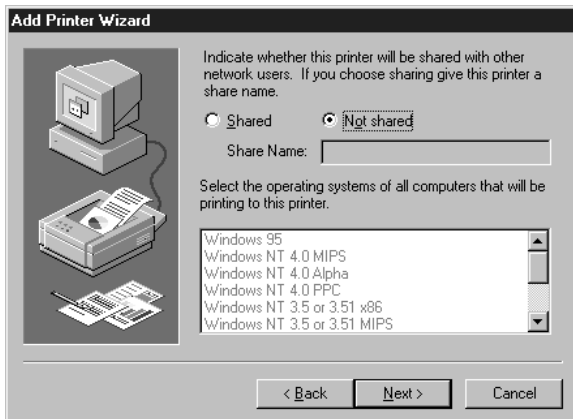 Add Printer Wizard
Indicate whether this printer will be shared with other
network users. If you choose sharing give this printer a
share name.
Shared Not shared
Share Name:
Select the operating systems of all computers that will be
printing to this printer.
Windows 95
Windows NT 4.0 MIPS
Windows NT 4.0 Alpha
Windows NT 4.0 PPC
Windows NT 3.5 or 3.51 x86
Windows NT 3.5 or 3.51 MIPS
< Back Next > Cancel